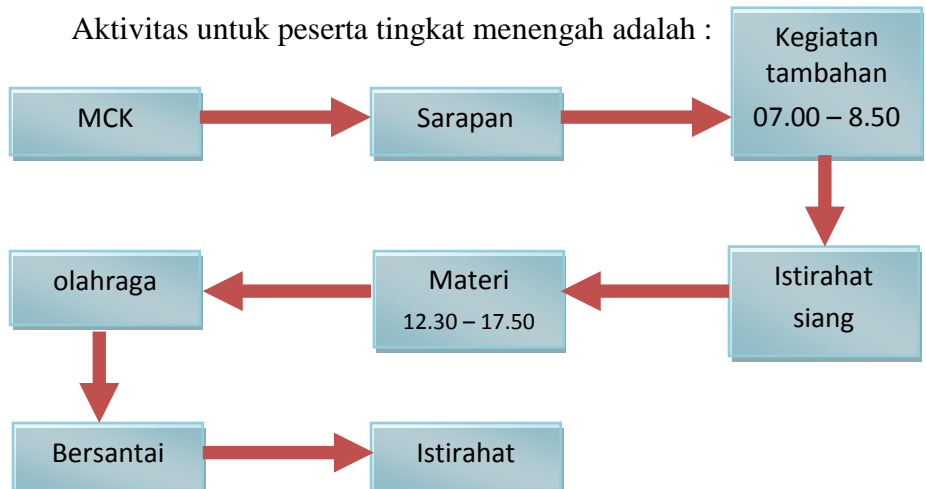 Aktivitas untuk peserta tingkat menengah adalah :
MCK
Sarapan
Kegiatan
tambahan
07.00 – 8.50
Istirahat
siang
Materi
12.30 – 17.50
olahraga
Bersantai
Istirahat